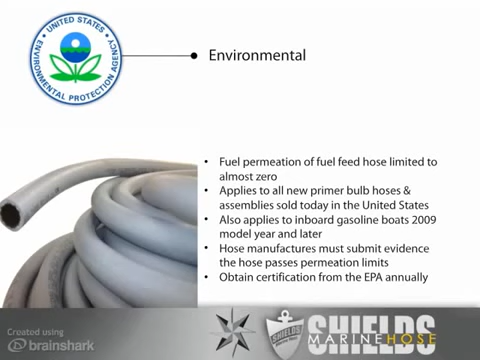 UNITED STATES
ENVIRONMENTAL PROTECTION AGENCY
Environmental
• Fuel permeation of fuel feed hose limited to
almost zero
• Applies to all new primer bulb hoses &
assemblies sold today in the United States
• Also applies to inboard gasoline boats 2009
model year and later
• Hose manufactures must submit evidence
the hose passes permeation limits
• Obtain certification from the EPA annually
Created using
brainshark
SHIELDS
SHIELDS
MARINEHOSE